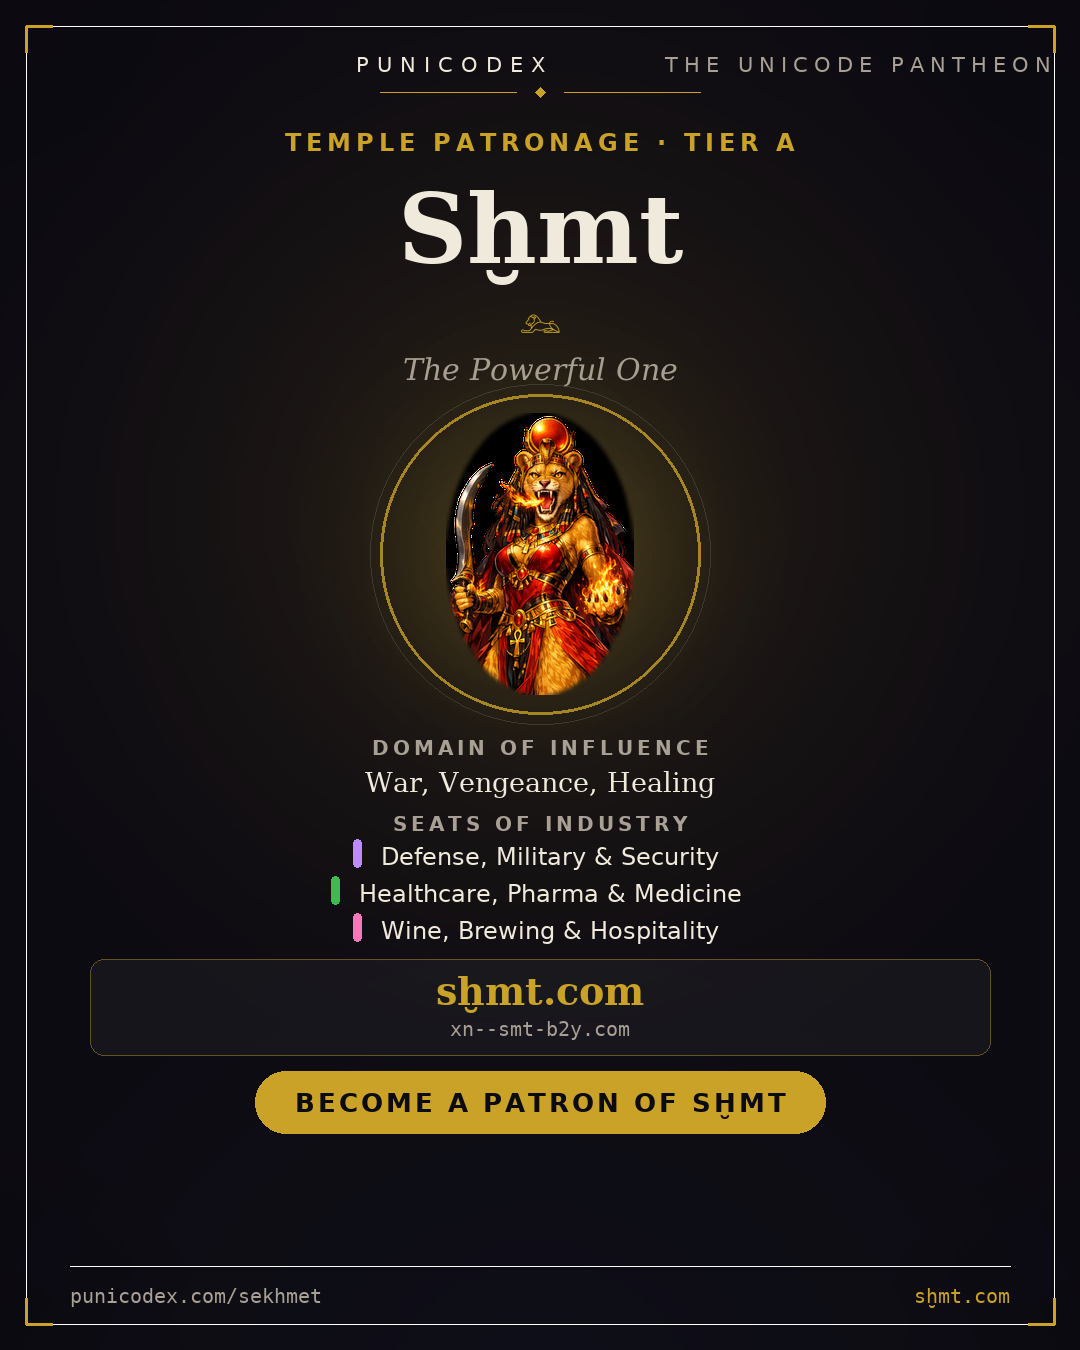 PUNICODEX
THE UNICODE PANTHEON
TEMPLE PATRONAGE · TIER A
Sḫmt
The Powerful One
DOMAIN OF INFLUENCE
War, Vengeance, Healing
SEATS OF INDUSTRY
Defense, Military & Security
Healthcare, Pharma & Medicine
Wine, Brewing & Hospitality
sḫmt.com
xn--smt-b2y.com
BECOME A PATRON OF SḪMT
punicodex.com/sekhmet
sḫmt.com